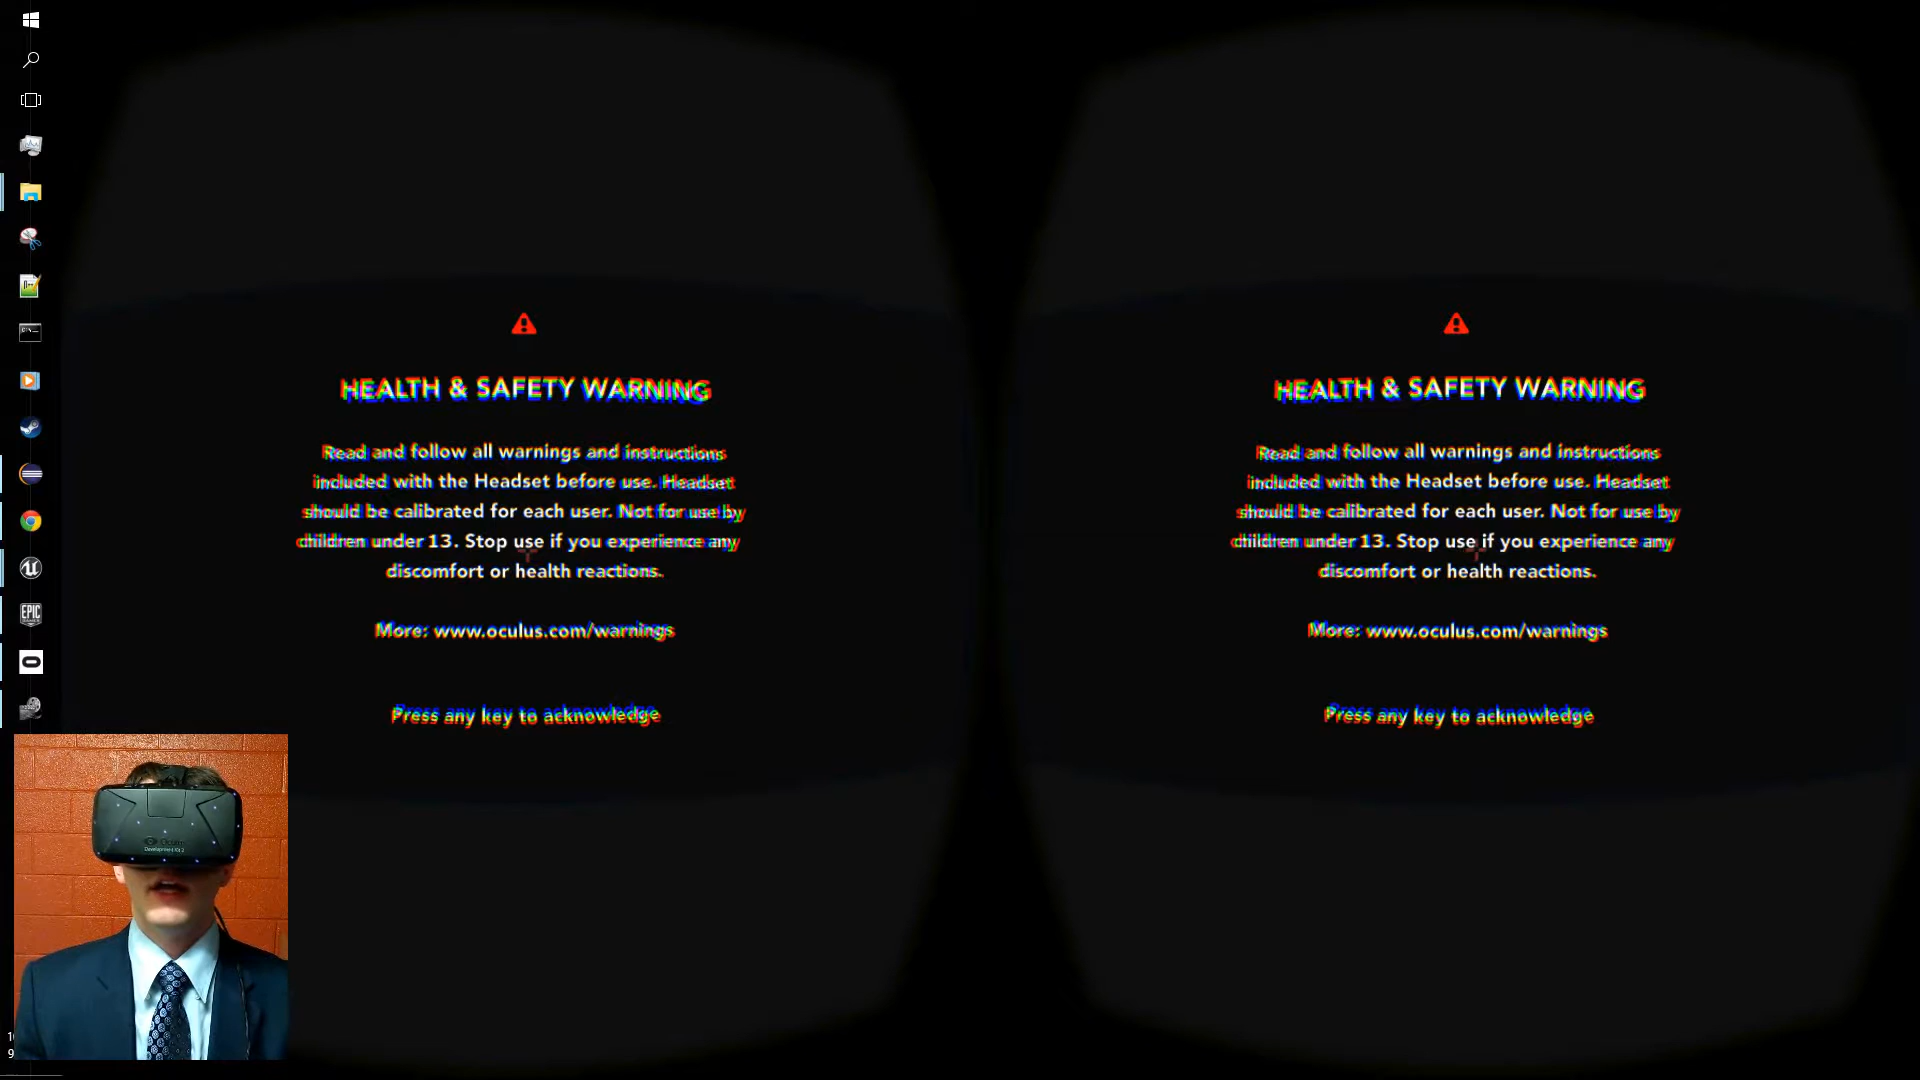 HEALTH & SAFETY WARNING
Read and follow all warnings and instructions
included with the Headset before use. Headset
should be calibrated for each user. Not for use by
children under 13. Stop use if you experience any
discomfort or health reactions.
More: www.oculus.com/warnings
Press any key to acknowledge
HEALTH & SAFETY WARNING
Read and follow all warnings and instructions
included with the Headset before use. Headset
should be calibrated for each user. Not for use by
children under 13. Stop use if you experience any
discomfort or health reactions.
More: www.oculus.com/warnings
Press any key to acknowledge
EPIC
Oculus
Development Kit 2